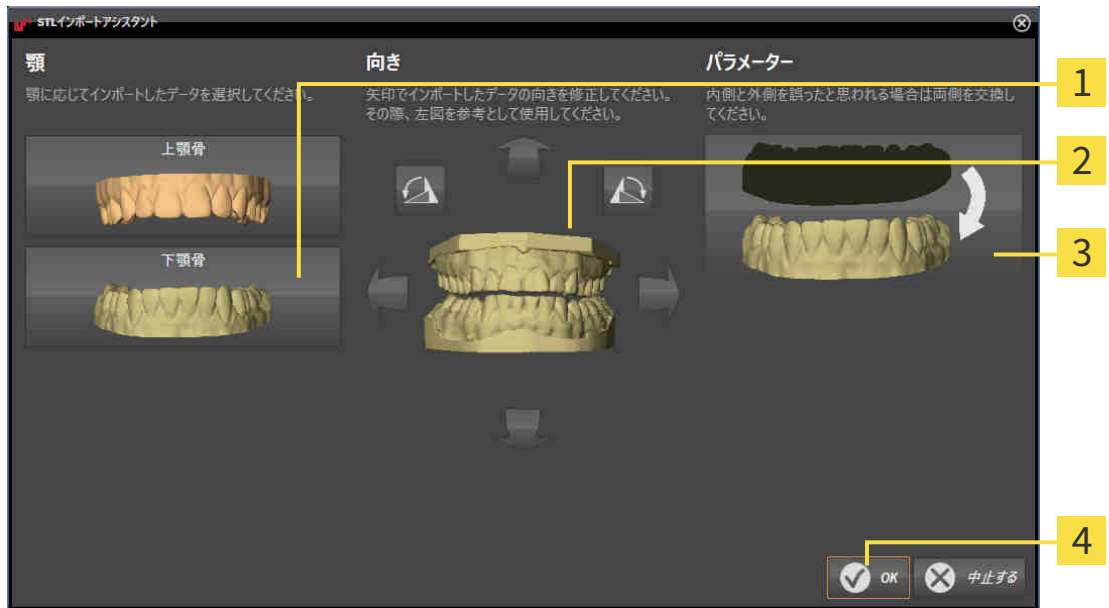 STLインポートアシスタント
顎
顎に応じてインポートしたデータを選択してください。
上顎骨
下顎骨
向き
矢印でインポートしたデータの向きを修正してください。
その際、左図を参考として使用してください。
パラメーター
内側と外側を誤ったと思われる場合は両側を交換し
てください。
1
2
3
4
OK
中止する